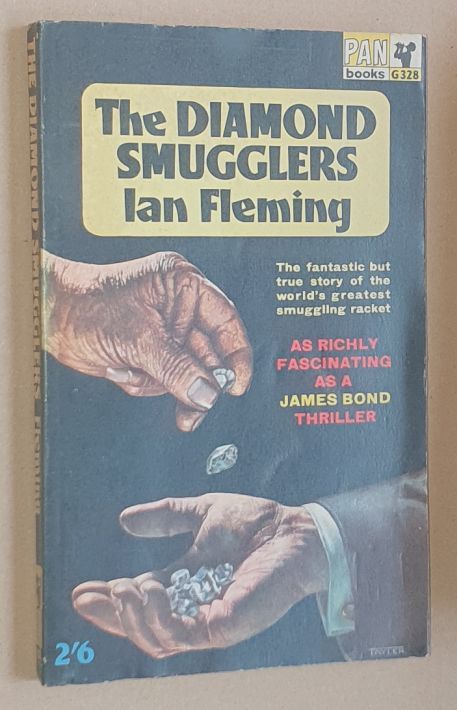 PAN
books G328
The DIAMOND
SMUGGLERS
Ian Fleming
The fantastic but
true story of the
world's greatest
smuggling racket
AS RICHLY
FASCINATING
AS A
JAMES BOND
THRILLER
2'6
TAYLER
THE DIAMOND SMUGGLERS Fleming